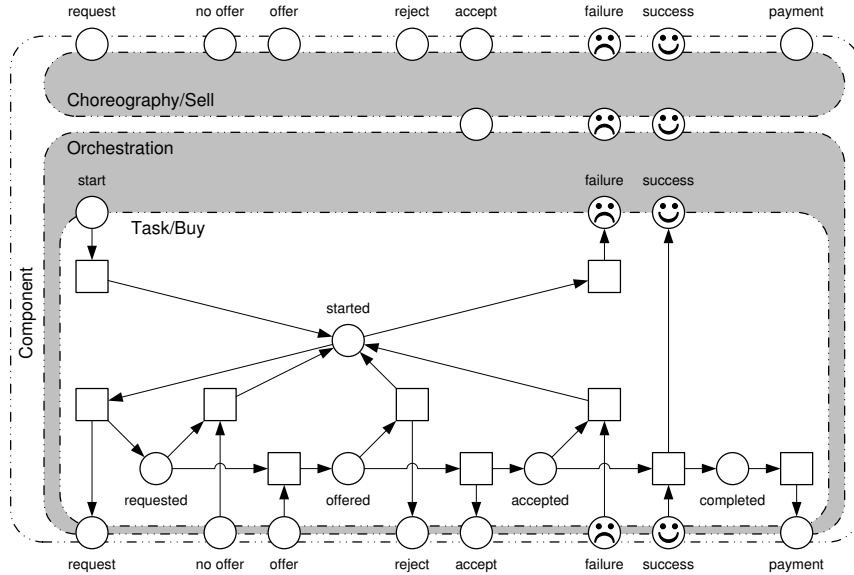 request no offer offer reject accept failure success payment
Choreography/Sell
Orchestration
start failure success
Task/Buy
Component
started
requested offered accepted completed
request no offer offer reject accept failure success payment